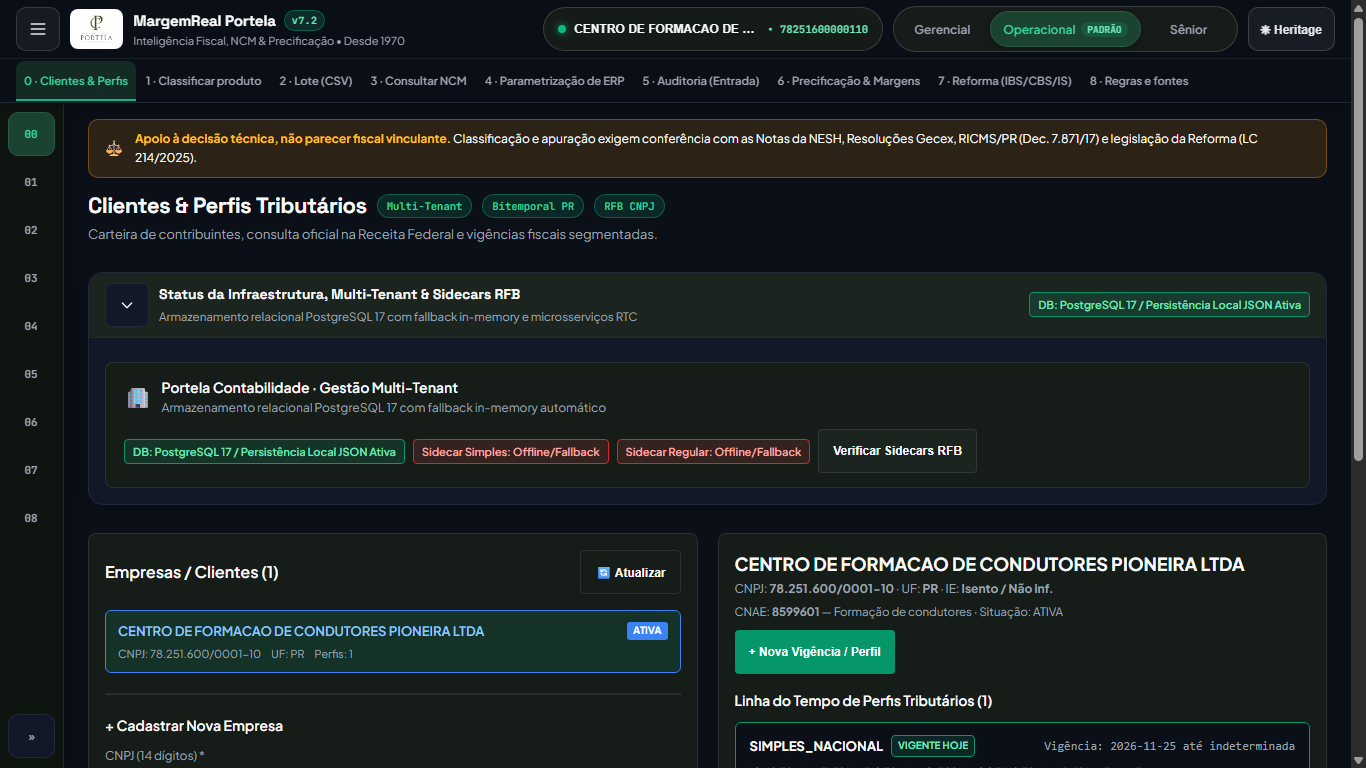 PORTELA
MargemReal Portela
v7.2
Inteligência Fiscal, NCM & Precificação • Desde 1970
CENTRO DE FORMACAO DE ...
• 78251600000110
Gerencial
Operacional
PADRÃO
Sênior
Heritage
0 · Clientes & Perfis
1 · Classificar produto
2 · Lote (CSV)
3 · Consultar NCM
4 · Parametrização de ERP
5 · Auditoria (Entrada)
6 · Precificação & Margens
7 · Reforma (IBS/CBS/IS)
8 · Regras e fontes
00
01
02
03
04
05
06
07
08
»
Apoio à decisão técnica, não parecer fiscal vinculante. Classificação e apuração exigem conferência com as Notas da NESH, Resoluções Gecex, RICMS/PR (Dec. 7.871/17) e legislação da Reforma (LC
214/2025).
Clientes & Perfis Tributários
Multi-Tenant
Bitemporal PR
RFB CNPJ
Carteira de contribuintes, consulta oficial na Receita Federal e vigências fiscais segmentadas.
Status da Infraestrutura, Multi-Tenant & Sidecars RFB
Armazenamento relacional PostgreSQL 17 com fallback in-memory e microsserviços RTC
DB: PostgreSQL 17 / Persistência Local JSON Ativa
Portela Contabilidade · Gestão Multi-Tenant
Armazenamento relacional PostgreSQL 17 com fallback in-memory automático
DB: PostgreSQL 17 / Persistência Local JSON Ativa
Sidecar Simples: Offline/Fallback
Sidecar Regular: Offline/Fallback
Verificar Sidecars RFB
Empresas / Clientes (1)
Atualizar
CENTRO DE FORMACAO DE CONDUTORES PIONEIRA LTDA
ATIVA
CNPJ: 78.251.600/0001-10 UF: PR Perfis: 1
+ Cadastrar Nova Empresa
CNPJ (14 dígitos) *
CENTRO DE FORMACAO DE CONDUTORES PIONEIRA LTDA
CNPJ: 78.251.600/0001-10 · UF: PR · IE: Isento / Não Inf.
CNAE: 8599601 — Formação de condutores · Situação: ATIVA
+ Nova Vigência / Perfil
Linha do Tempo de Perfis Tributários (1)
SIMPLES_NACIONAL
VIGENTE HOJE
Vigência: 2026-11-25 até indeterminada